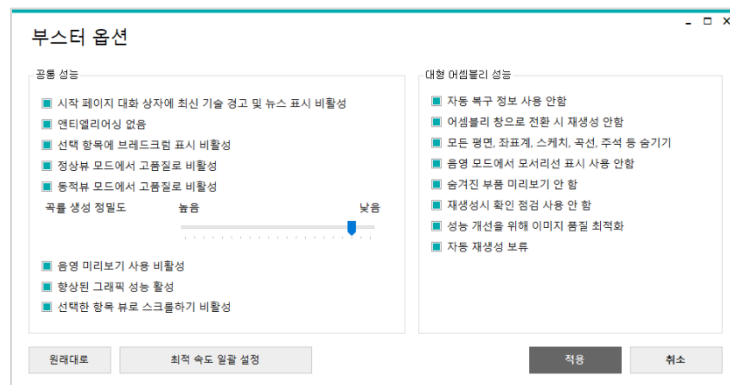 부스터 옵션
공통 성능
시작 페이지 대화 상자에 최신 기술 경고 및 뉴스 표시 비활성
앤티엘리어싱 없음
선택 항목에 브레드크럼 표시 비활성
정상뷰 모드에서 고품질로 비활성
동적뷰 모드에서 고품질로 비활성
곡률 생성 정밀도 높음 낮음
음영 미리보기 사용 비활성
향상된 그래픽 성능 활성
선택한 항목 뷰로 스크롤하기 비활성
대형 어셈블리 성능
자동 복구 정보 사용 안함
어셈블리 창으로 전환 시 재생성 안함
모든 평면, 좌표계, 스케치, 곡선, 주석 등 숨기기
음영 모드에서 모서리선 표시 사용 안함
숨겨진 부품 미리보기 안 함
재생성시 확인 점검 사용 안 함
성능 개선을 위해 이미지 품질 최적화
자동 재생성 보류
원래대로 최적 속도 일괄 설정 적용 취소